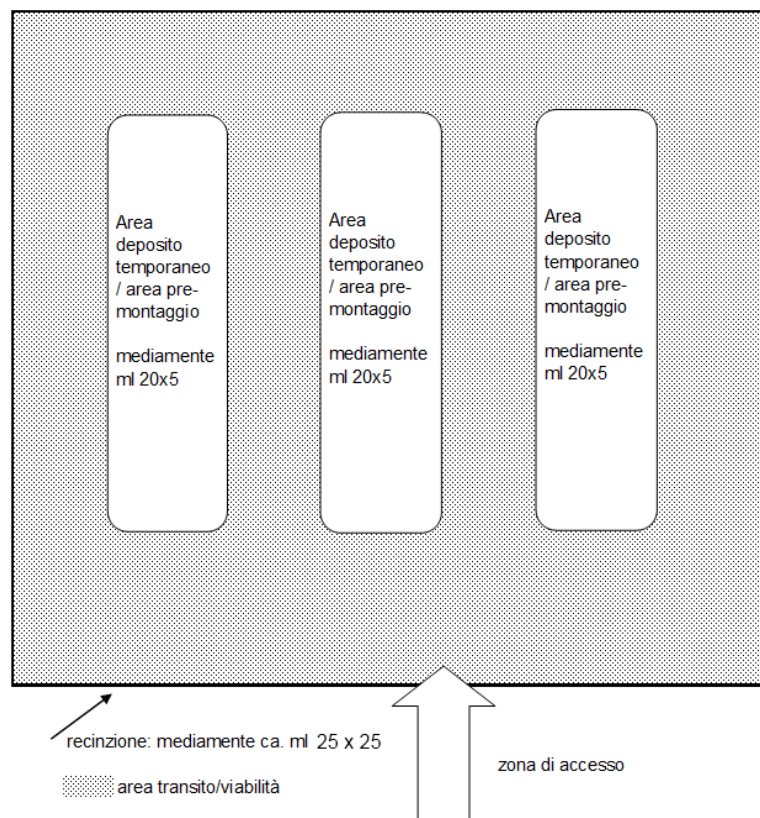 Area
deposito
temporaneo
/ area pre-
montaggio
mediamente
ml 20x5
Area
deposito
temporaneo
/ area pre-
montaggio
mediamente
ml 20x5
Area
deposito
temporaneo
/ area pre-
montaggio
mediamente
ml 20x5
recinzione: mediamente ca. ml 25 x 25
zona di accesso
area transito/viabilità